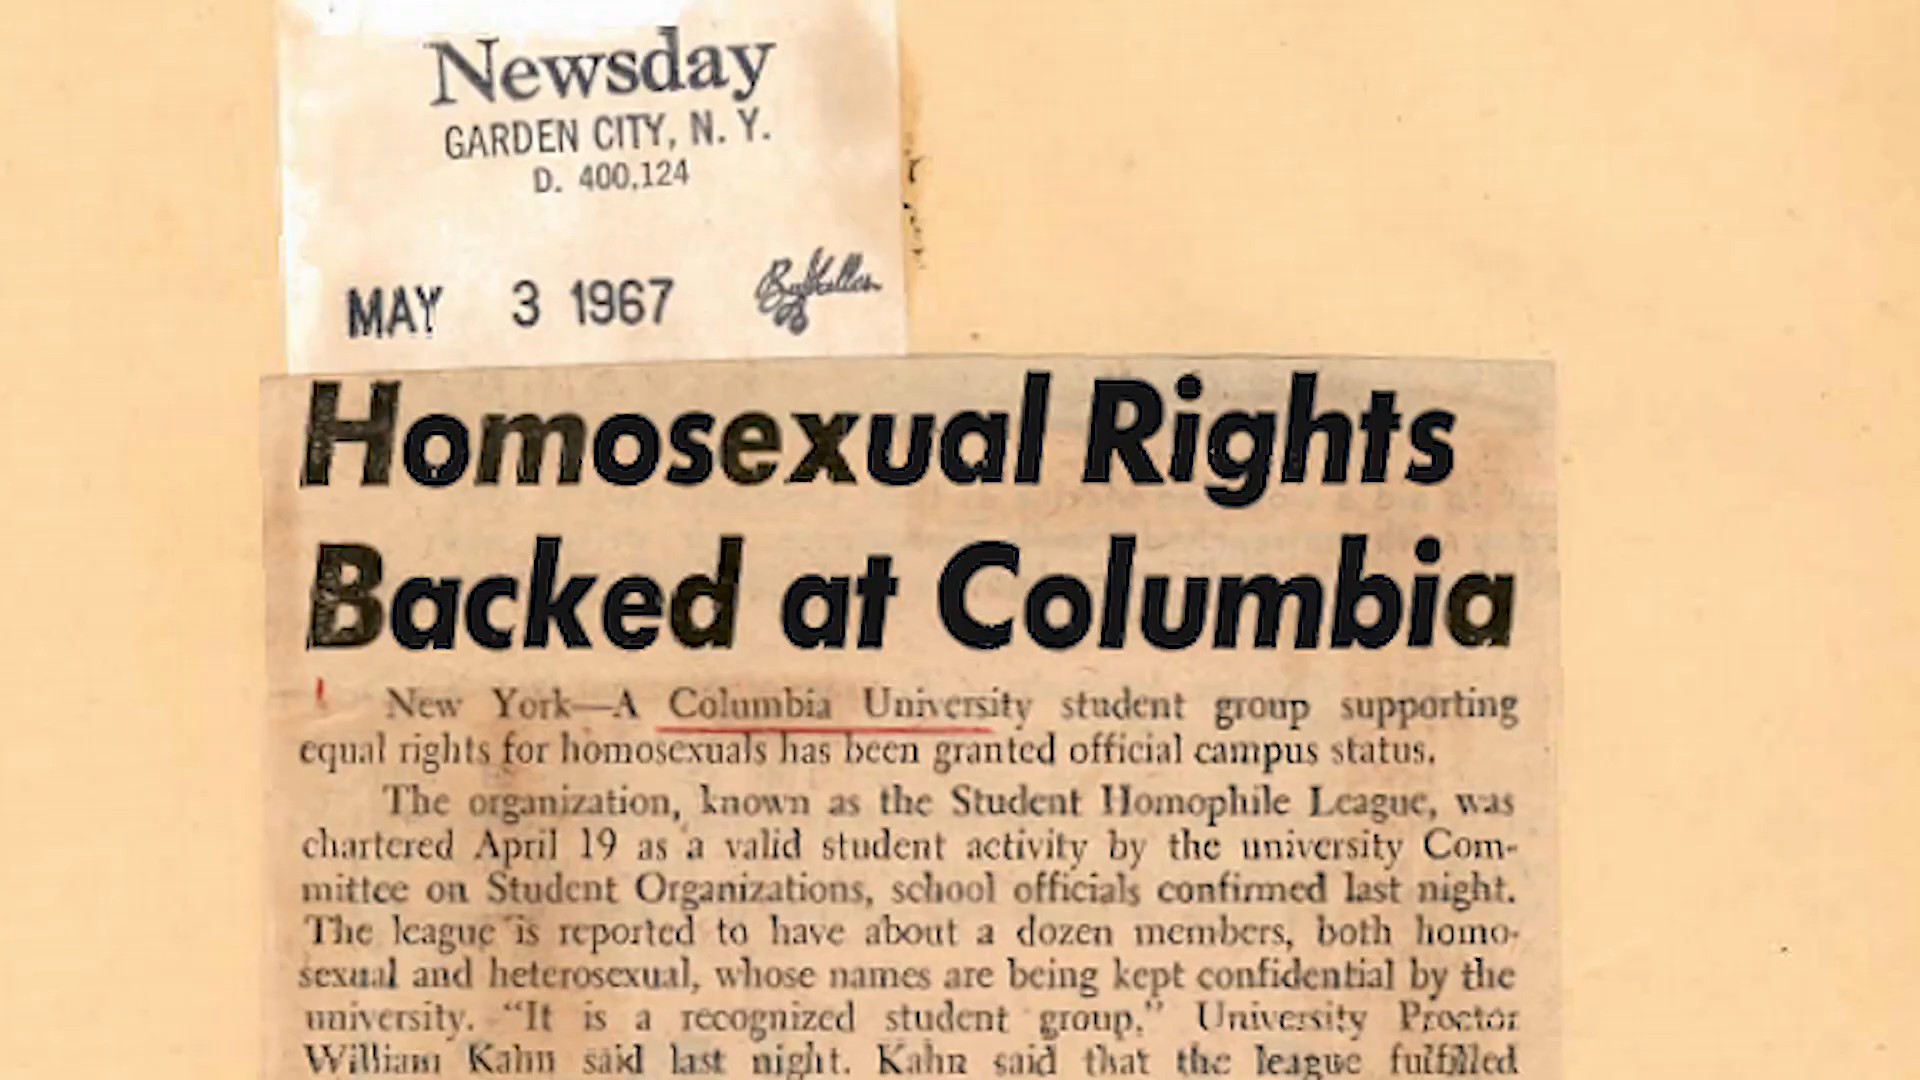 Newsday
GARDEN CITY, N. Y.
D. 400,124
MAY 3 1967
Homosexual Rights
Backed at Columbia
New York—A Columbia University student group supporting
equal rights for homosexuals has been granted official campus status.
The organization, known as the Student Homophile League, was
chartered April 19 as a valid student activity by the university Com-
mittee on Student Organizations, school officials confirmed last night.
The league is reported to have about a dozen members, both homo-
sexual and heterosexual, whose names are being kept confidential by the
university. “It is a recognized student group,” University Proctor
William Kahn said last night. Kahn said that the league fulfilled